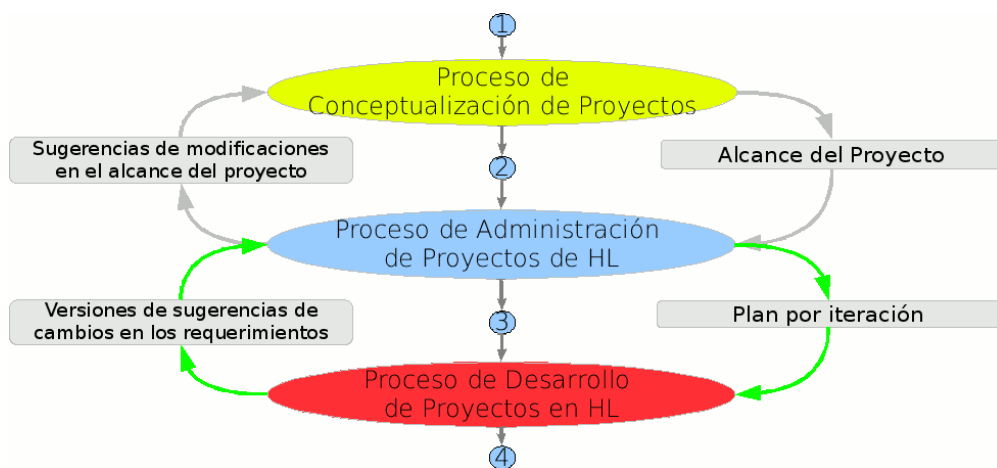 1
Proceso de
Conceptualización de Proyectos
Sugerencias de modificaciones
en el alcance del proyecto
2
Alcance del Proyecto
Proceso de Administración
de Proyectos de HL
Versiones de sugerencias de
cambios en los requerimientos
3
Plan por iteración
Proceso de Desarrollo
de Proyectos en HL
4